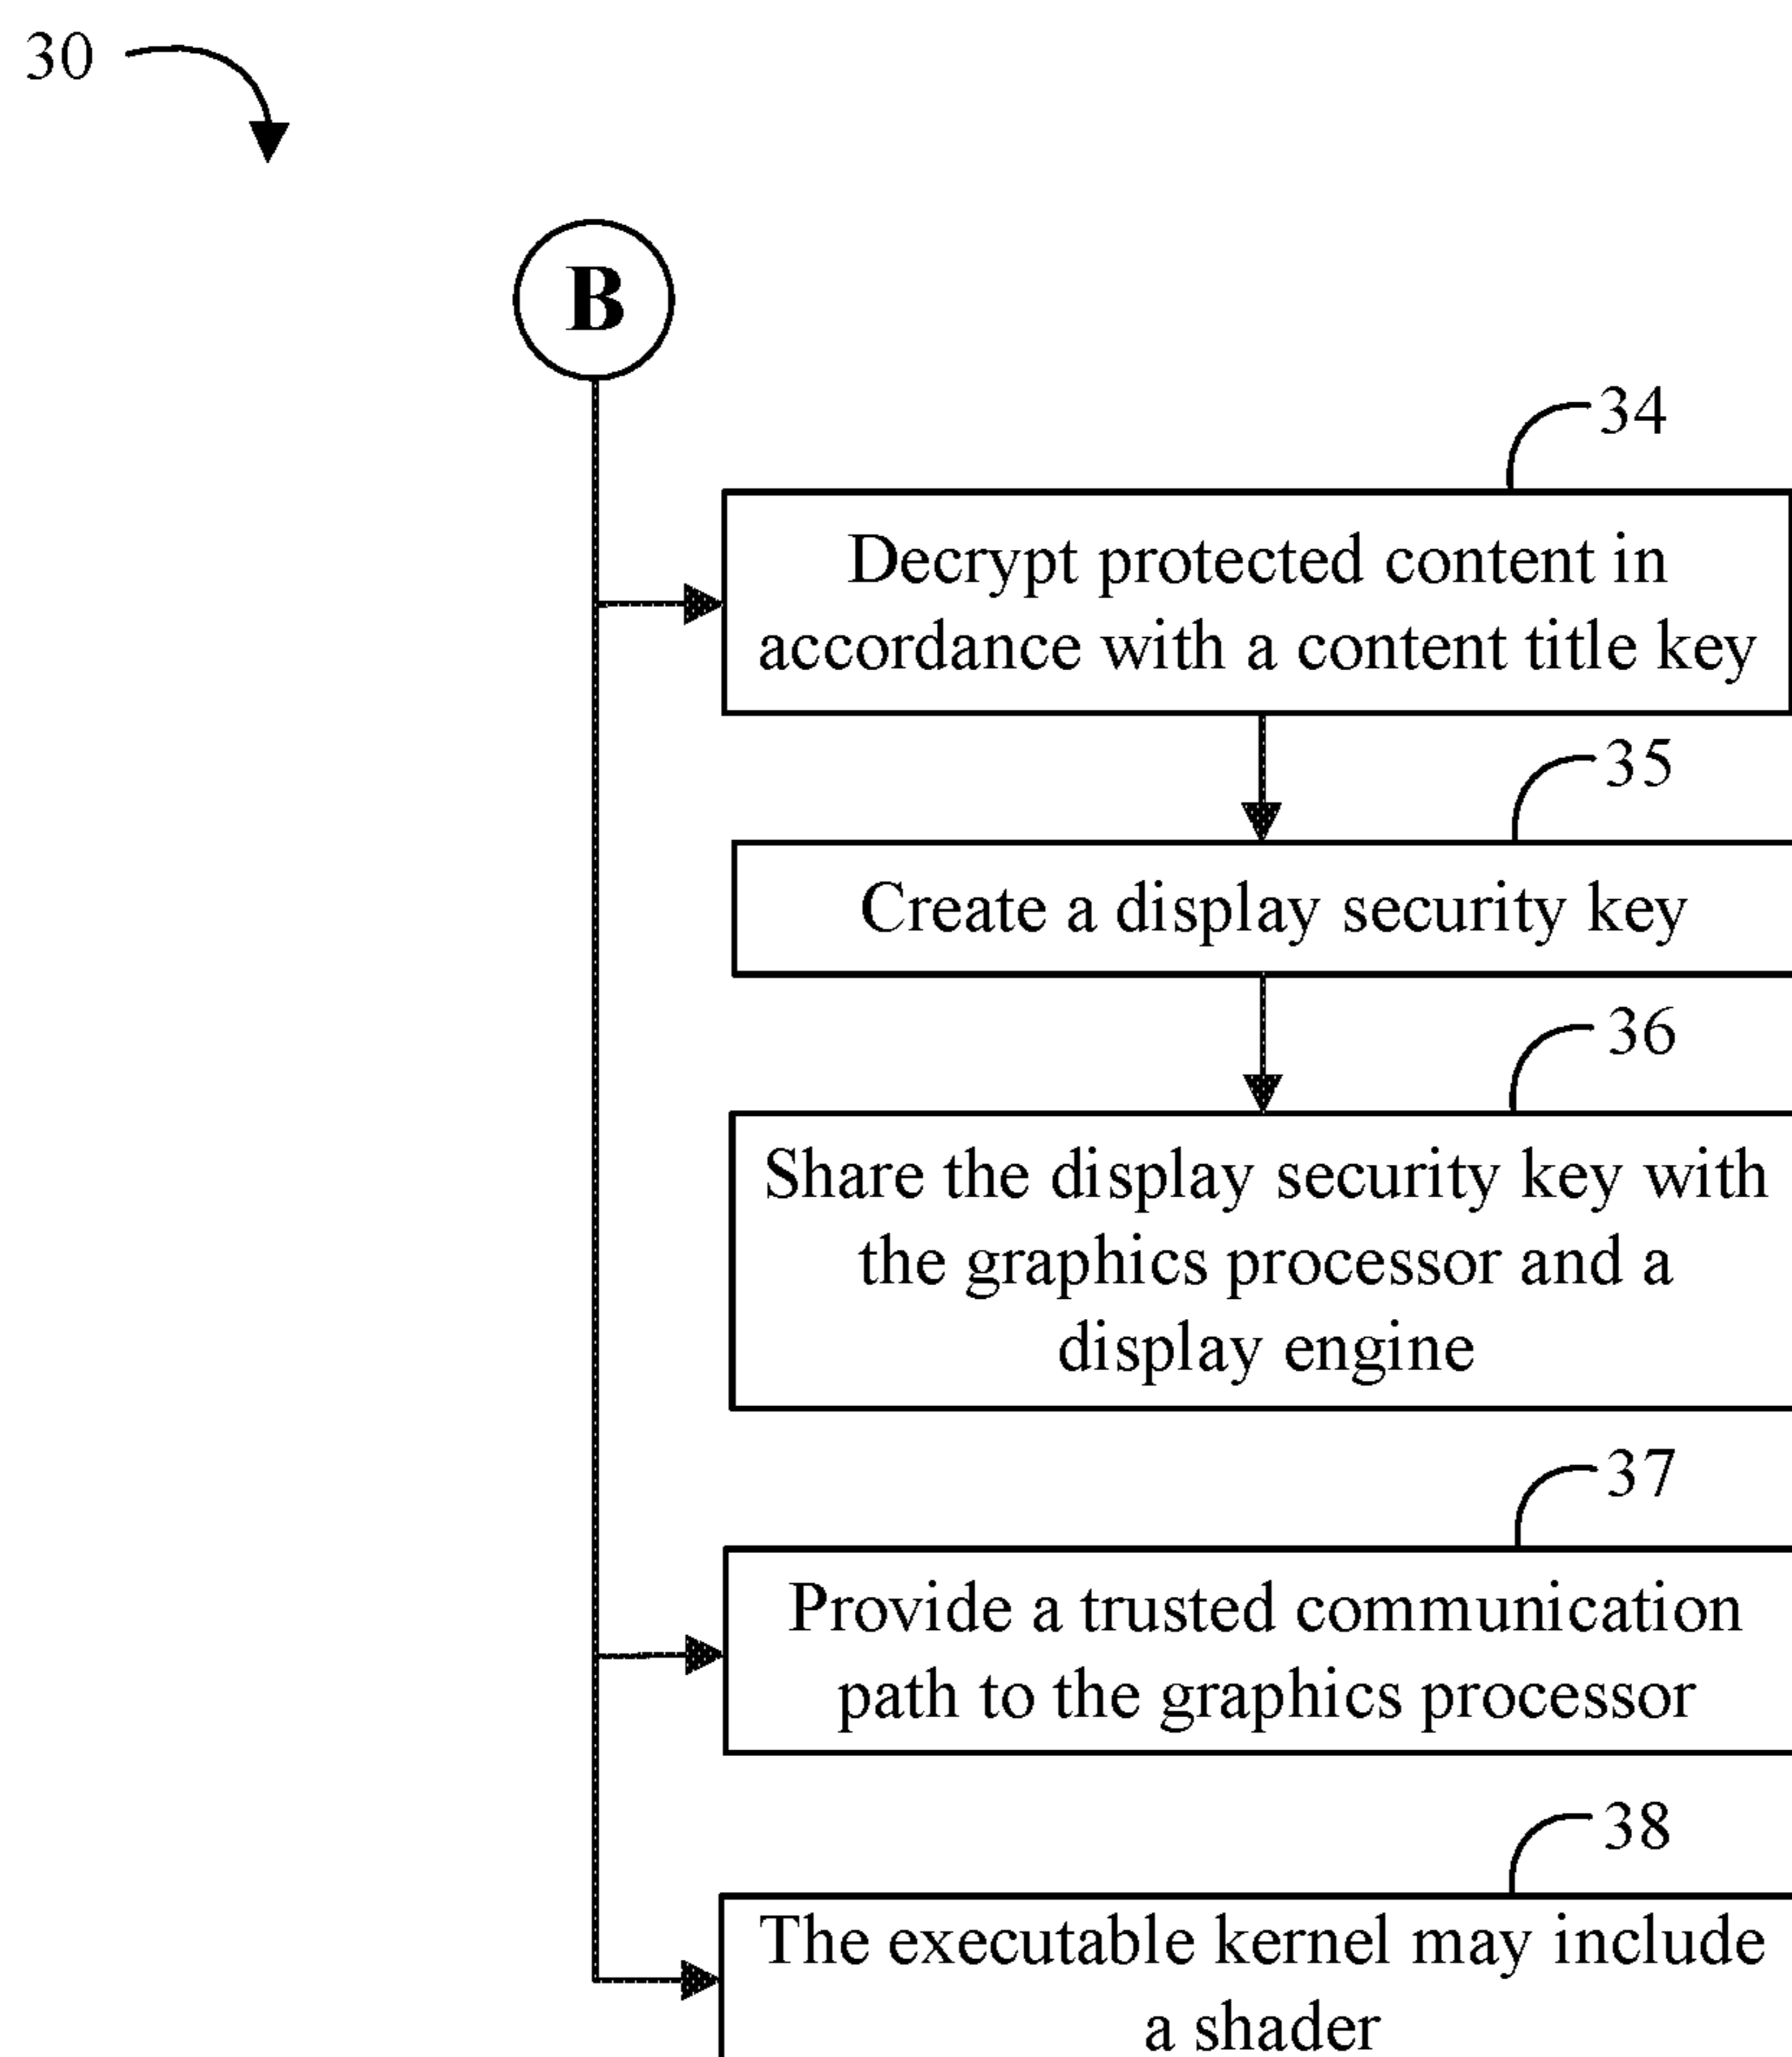 30
B
34
Decrypt protected content in
accordance with a content title key
35
Create a display security key
36
Share the display security key with
the graphics processor and a
display engine
37
Provide a trusted communication
path to the graphics processor
38
The executable kernel may include
a shader